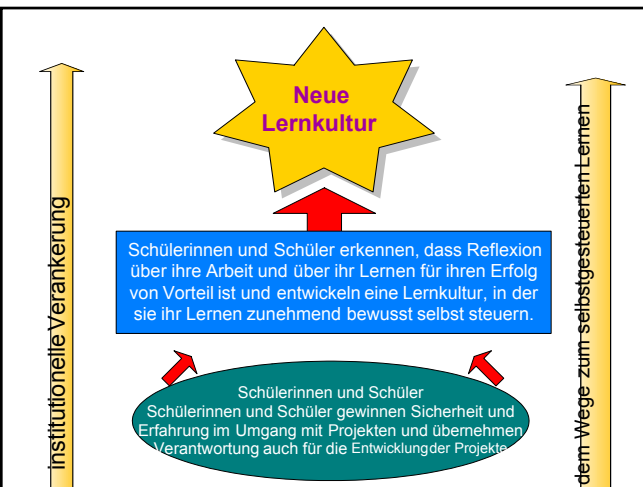 Neue
Lernkultur
institutionelle Verankerung
Schülerinnen und Schüler erkennen, dass Reflexion
über ihre Arbeit und über ihr Lernen für ihren Erfolg
von Vorteil ist und entwickeln eine Lernkultur, in der
sie ihr Lernen zunehmend bewusst selbst steuern.
Schülerinnen und Schüler
Schülerinnen und Schüler gewinnen Sicherheit und
Erfahrung im Umgang mit Projekten und übernehmen
Verantwortung auch für die Entwicklung der Projekte
dem Wege zum selbstgesteuerten Lernen